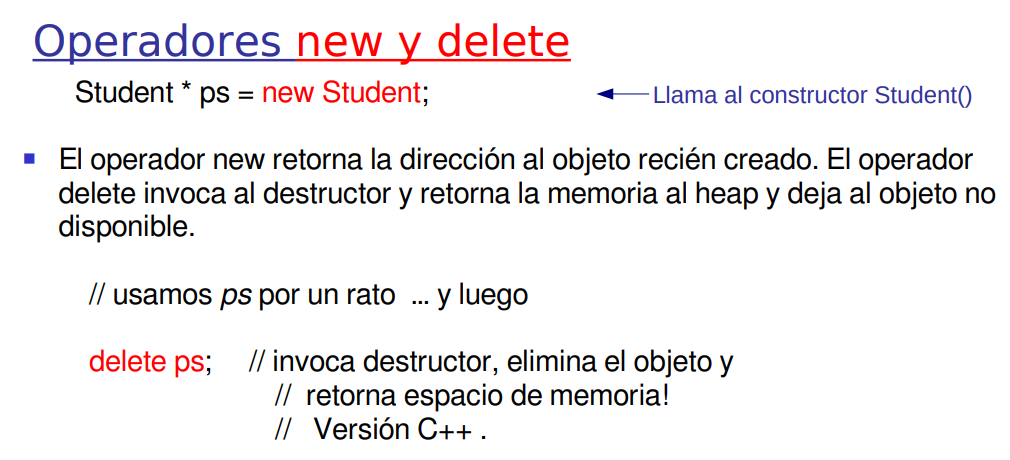 Operadores new y delete
Student * ps = new Student;
Llama al constructor Student()
El operador new retorna la dirección al objeto recién creado. El operador
delete invoca al destructor y retorna la memoria al heap y deja al objeto no
disponible.
// usamos ps por un rato ... y luego
delete ps; // invoca destructor, elimina el objeto y
// retorna espacio de memoria!
// Versión C++ .